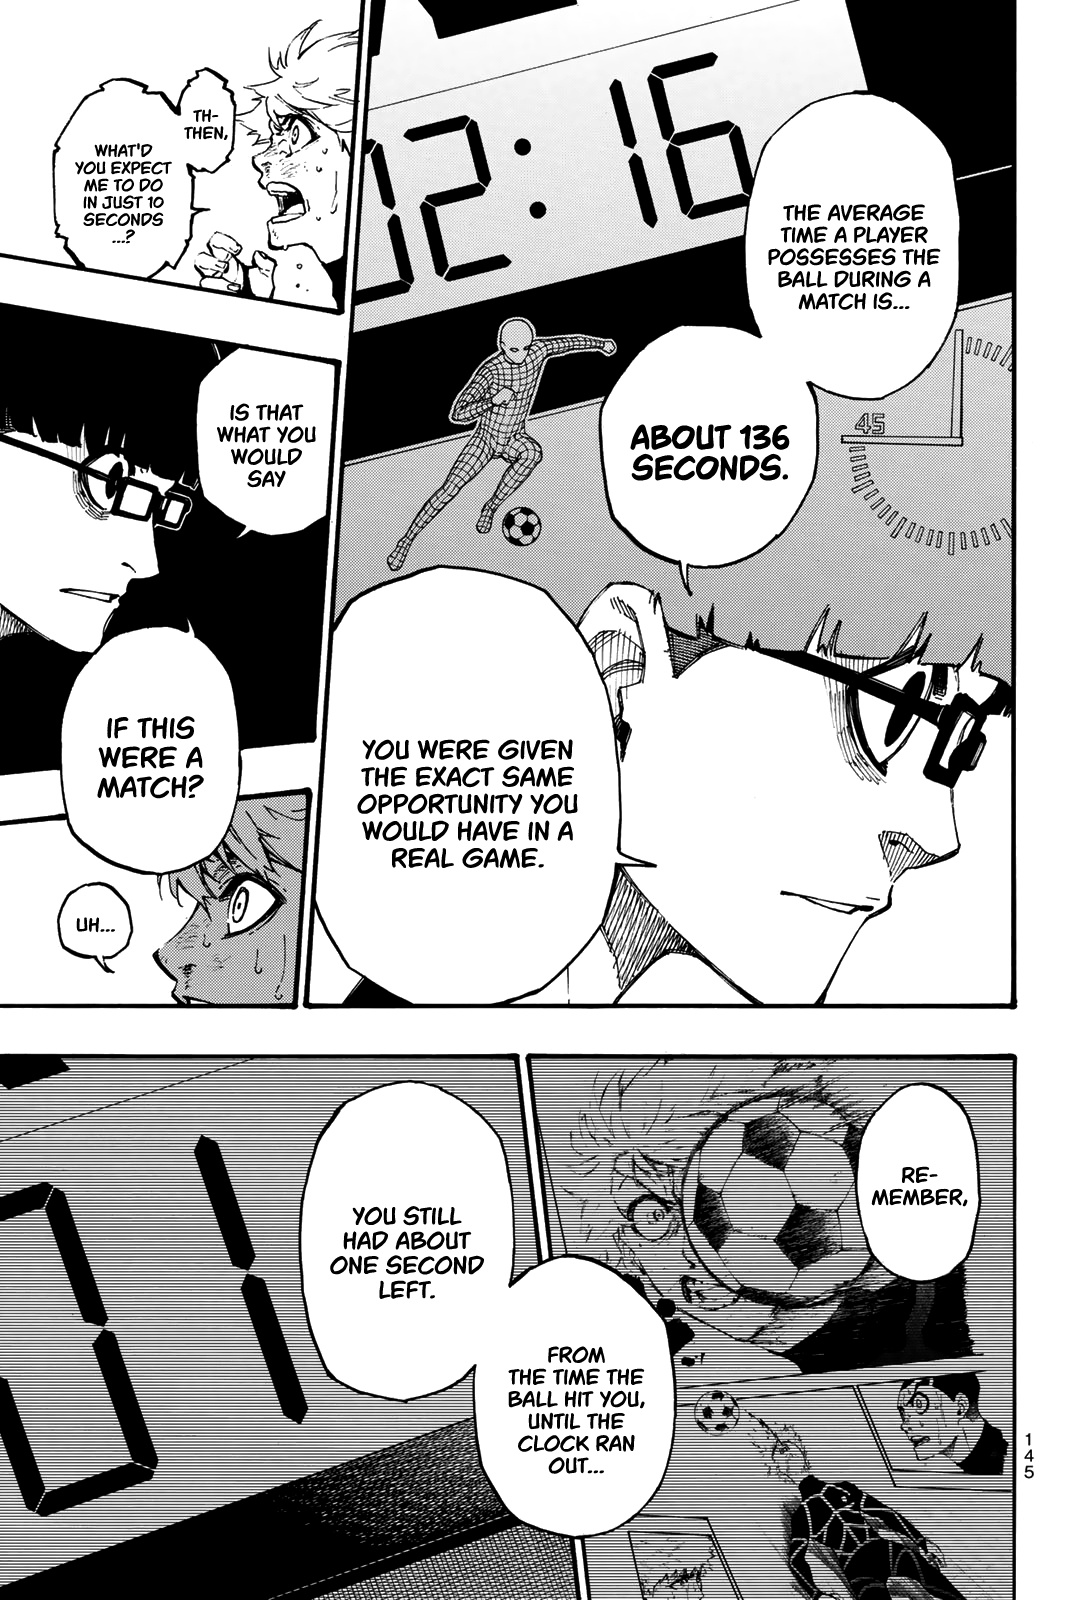 TH-
THEN,
WHAT'D
YOU EXPECT
ME TO DO
IN JUST 10
SECONDS
...?
IS THAT
WHAT YOU
WOULD
SAY
IF THIS
WERE A
MATCH?
UH...
02:16
THE AVERAGE
TIME A PLAYER
POSSESSES THE
BALL DURING A
MATCH IS...
45
ABOUT 136
SECONDS.
YOU WERE GIVEN
THE EXACT SAME
OPPORTUNITY YOU
WOULD HAVE IN A
REAL GAME.
RE-
MEMBER,
FROM
THE TIME THE
BALL HIT YOU,
UNTIL THE
CLOCK RAN
OUT...
YOU STILL
HAD ABOUT
ONE SECOND
LEFT.
01
145